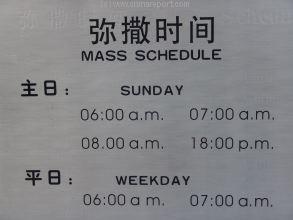 弥撒时间
MASS SCHEDULE
主日： SUNDAY
06:00 a.m. 07:00 a.m.
08.00 a.m. 18:00 p.m.
平日： WEEKDAY
06:00 a.m 07:00 a.m.